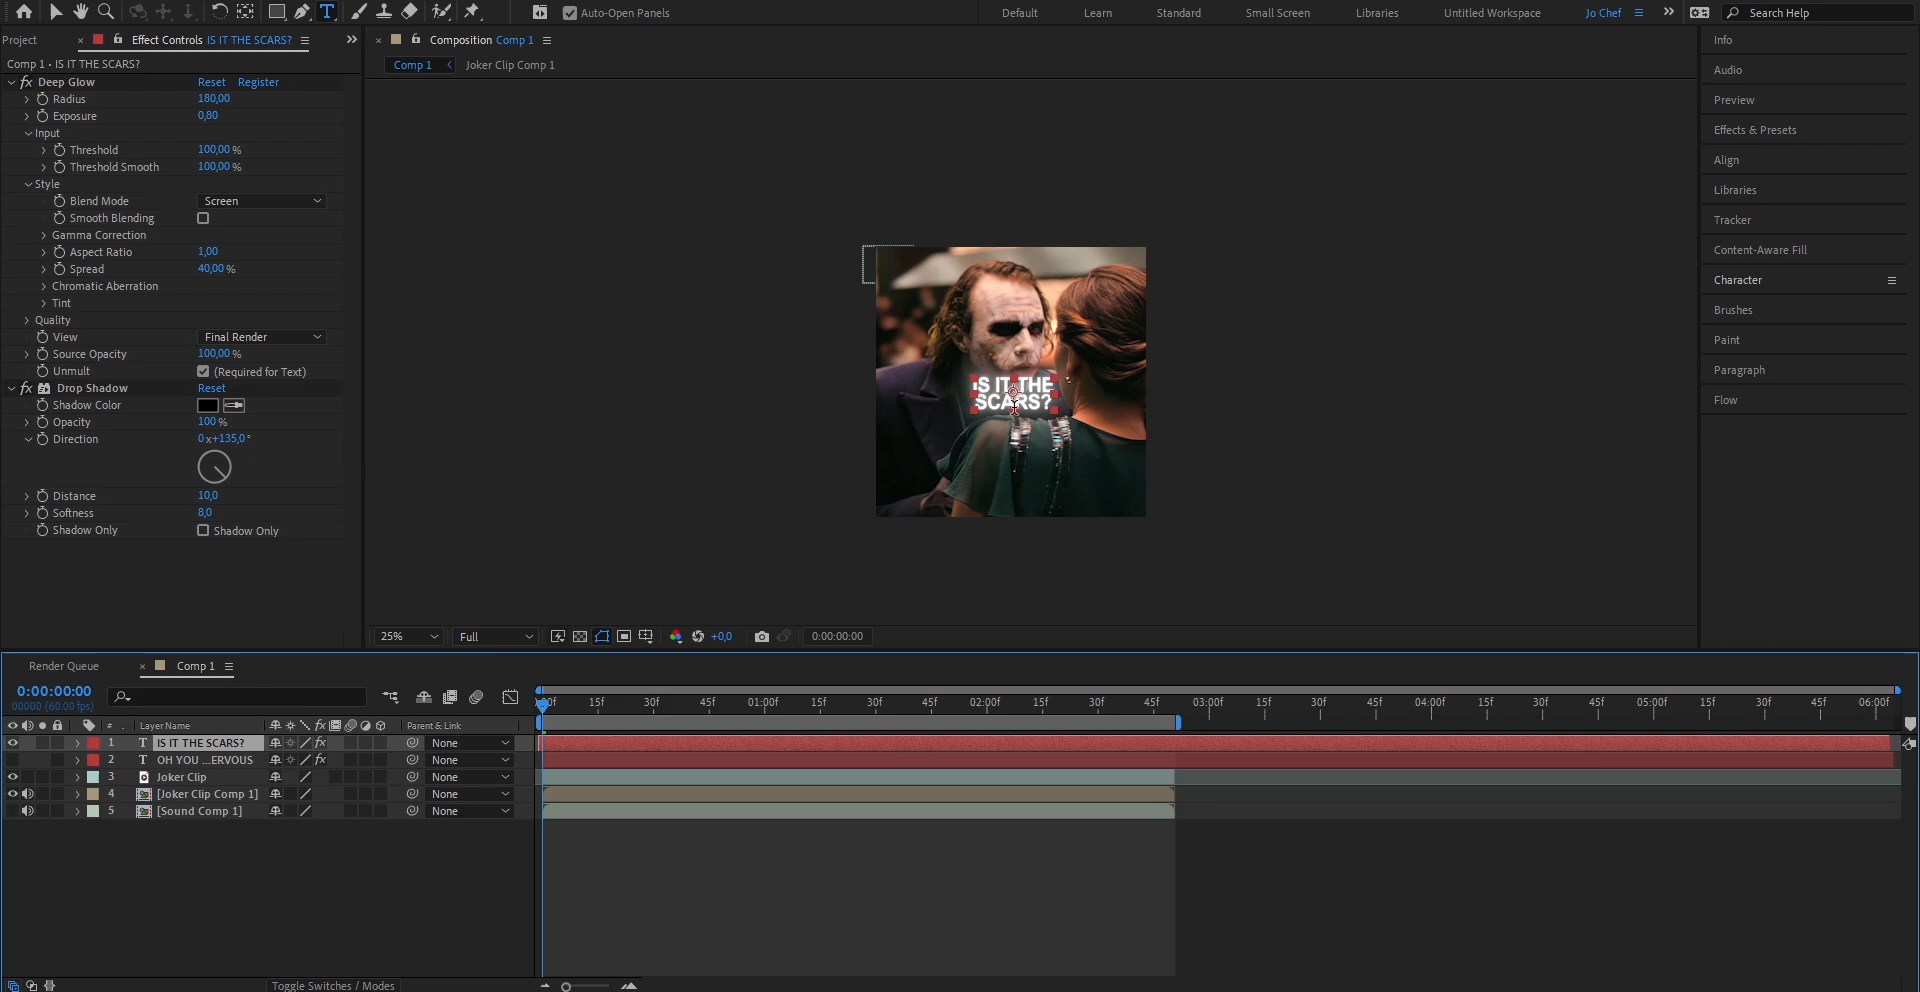 Auto-Open Panels
Default
Learn
Standard
Small Screen
Libraries
Untitled Workspace
Jo Chef
Search Help
Project
Effect Controls IS IT THE SCARS?
Composition Comp 1
Comp 1 • IS IT THE SCARS?
Comp 1
Joker Clip Comp 1
fx Deep Glow Reset Register
Radius 180,00
Exposure 0,80
Input
Threshold 100,00 %
Threshold Smooth 100,00 %
Style
Blend Mode Screen
Smooth Blending
Gamma Correction
Aspect Ratio 1,00
Spread 40,00 %
Chromatic Aberration
Tint
Quality
View Final Render
Source Opacity 100,00 %
Unmult (Required for Text)
fx Drop Shadow Reset
Shadow Color
Opacity 100 %
Direction 0x+135,0°
Distance 10,0
Softness 8,0
Shadow Only Shadow Only
IS IT THE
SCARS?
Info
Audio
Preview
Effects & Presets
Align
Libraries
Tracker
Content-Aware Fill
Character
Brushes
Paint
Paragraph
Flow
25% Full +0,0 0:00:00:00
Render Queue
Comp 1
0:00:00:00
00000 (60.00 fps)
15f 30f 45f 01:00f 15f 30f 45f 02:00f 15f 30f 45f 03:00f 15f 30f 45f 04:00f 15f 30f 45f 05:00f 15f 30f 45f 06:00f
# Layer Name fx Parent & Link
1 T IS IT THE SCARS? fx None
2 T OH YOU ...ERVOUS fx None
3 Joker Clip None
4 [Joker Clip Comp 1] None
5 [Sound Comp 1] None
Toggle Switches / Modes